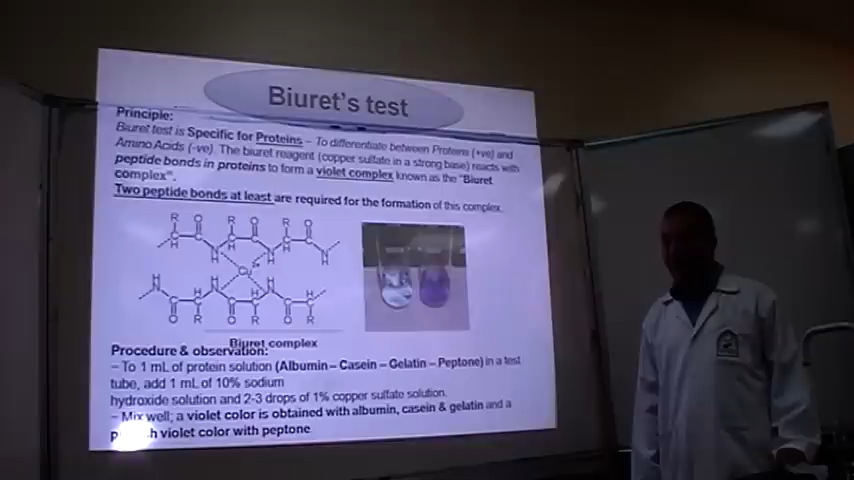 Biuret's test
Principle:
Biuret test is Specific for Proteins – To differentiate between Proteins (+ve) and
Amino Acids (-ve). The biuret reagent (copper sulfate in a strong base) reacts with
peptide bonds in proteins to form a violet complex known as the "Biuret
complex".
Two peptide bonds at least are required for the formation of this complex.
R O R O R O
C C C C C
H N H N H N
H H H
Cu 2+
H H H
N H N H N H
C C C C C
O R O R O R
Biuret complex
Procedure & observation:
– To 1 mL of protein solution (Albumin – Casein – Gelatin – Peptone) in a test
tube, add 1 mL of 10% sodium
hydroxide solution and 2-3 drops of 1% copper sulfate solution.
– Mix well; a violet color is obtained with albumin, casein & gelatin and a
violet color with peptone